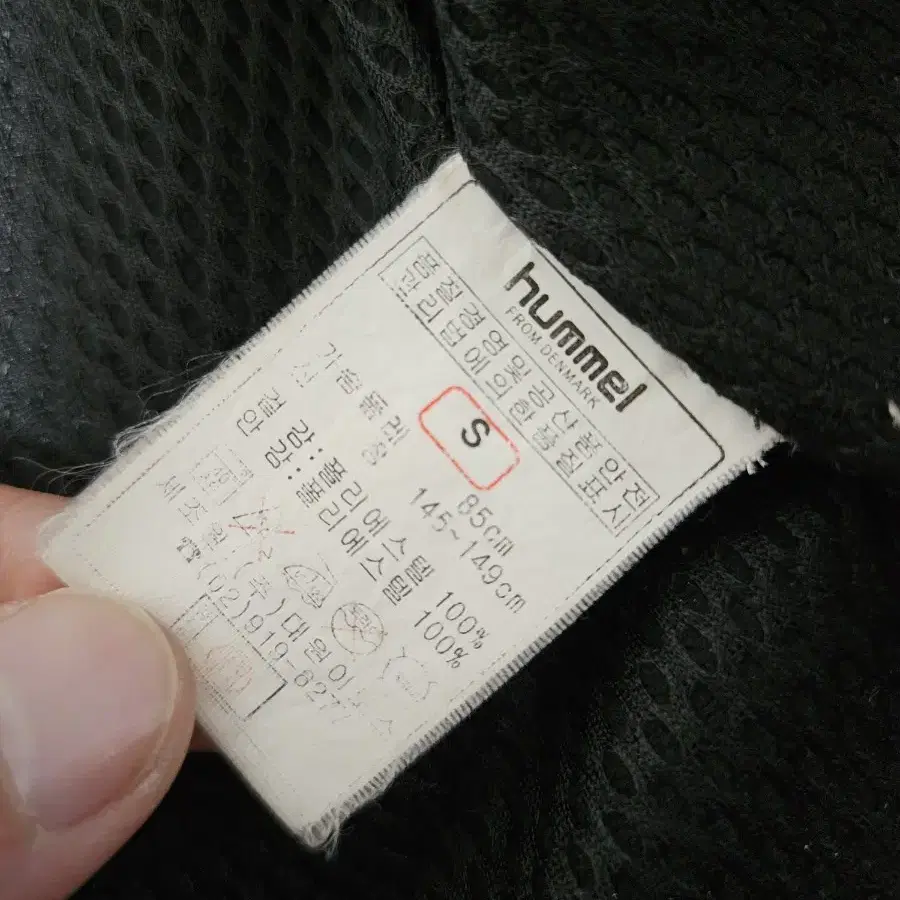 hummel
FROM DENMARK
품질경영및공산품안전
관리법에의한품질표시
S
가슴둘레 85cm
신장 145~149cm
겉감:폴리에스텔 100%
안감:폴리에스텔 100%
제조원:(주)대원이
☎(02)919-827